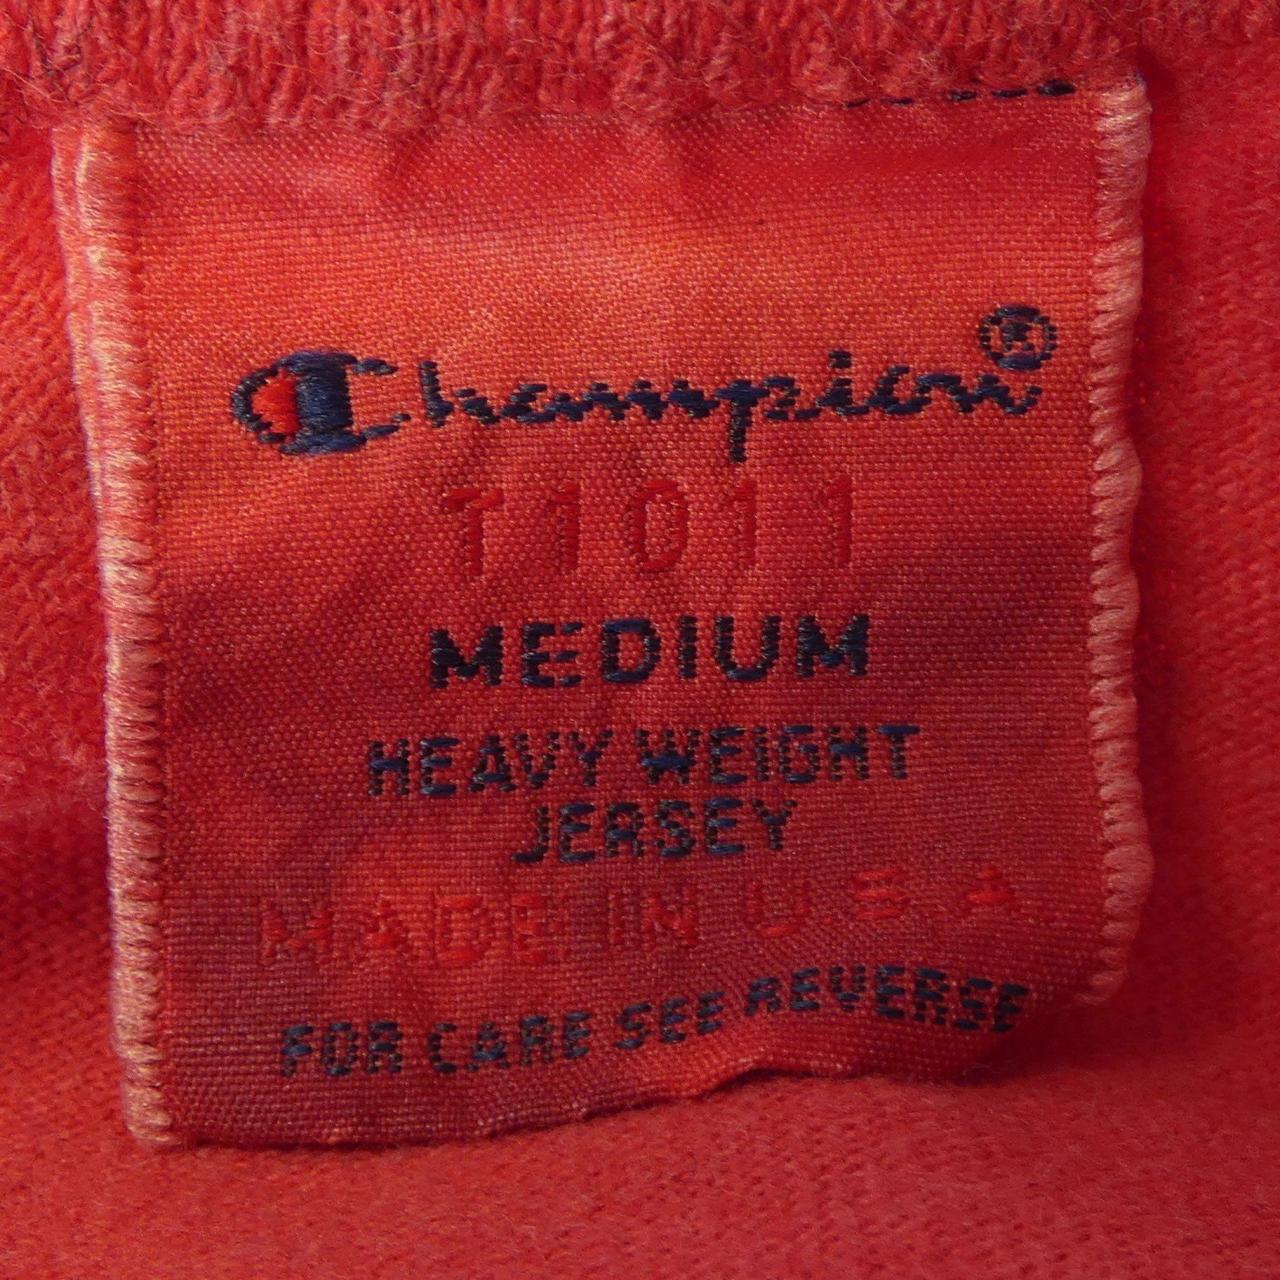 Champion®
T1011
MEDIUM
HEAVY WEIGHT
JERSEY
MADE IN U.S.A
FOR CARE SEE REVERSE